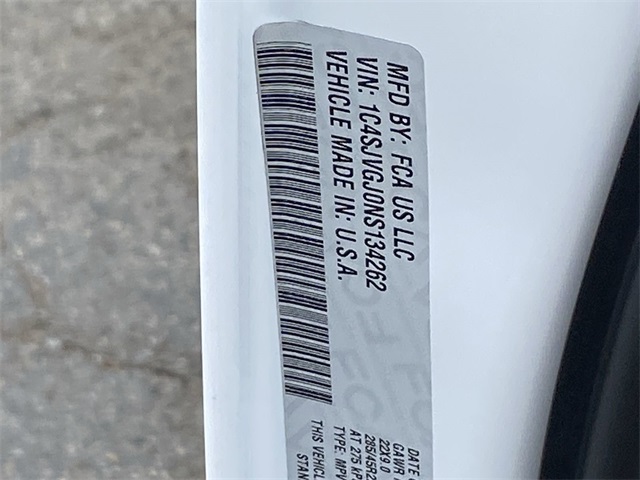 MFD BY: FCA US LLC
VIN: 1C4SJVGJ0NS134262
VEHICLE MADE IN: U.S.A.
DATE O
GAWR
22X9.0
285/45R2
AT 275 KP
TYPE: MPV
THIS VEHICL
STAN